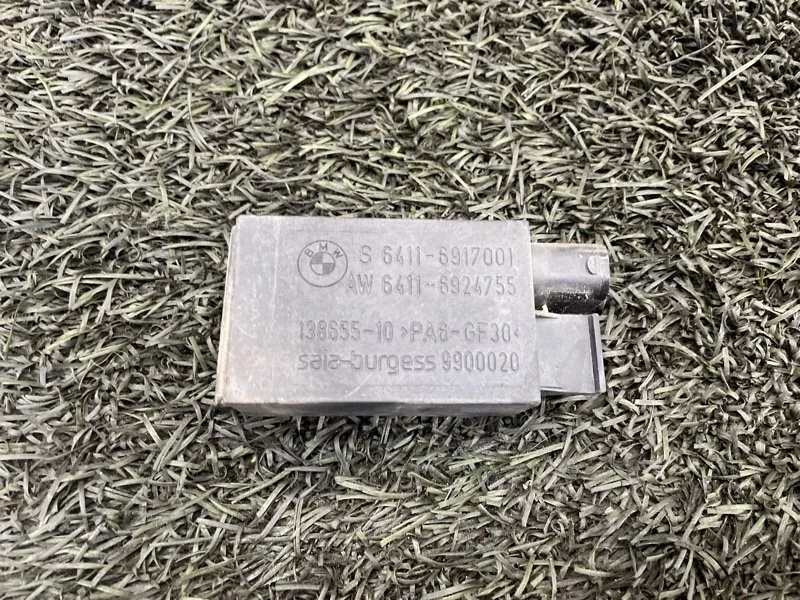 BMW
S 6411-6917001
AW 6411-6924755
138655-10 >PA6-GF30<
saia-burgess 9900020